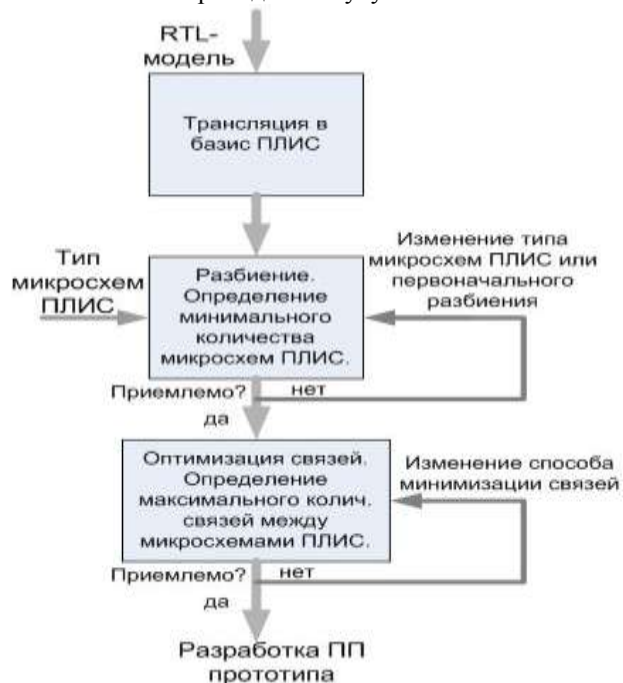 RTL-
модель
Трансляция в
базис ПЛИС
Тип
микросхем
ПЛИС
Изменение типа
микросхем ПЛИС или
первоначального
разбиения
Разбиение.
Определение
минимального
количества
микросхем ПЛИС.
Приемлемо?
нет
да
Оптимизация связей.
Определение
максимального колич.
связей между
микросхемами ПЛИС.
Изменение способа
минимизации связей
Приемлемо?
нет
да
Разработка ПП
прототипа